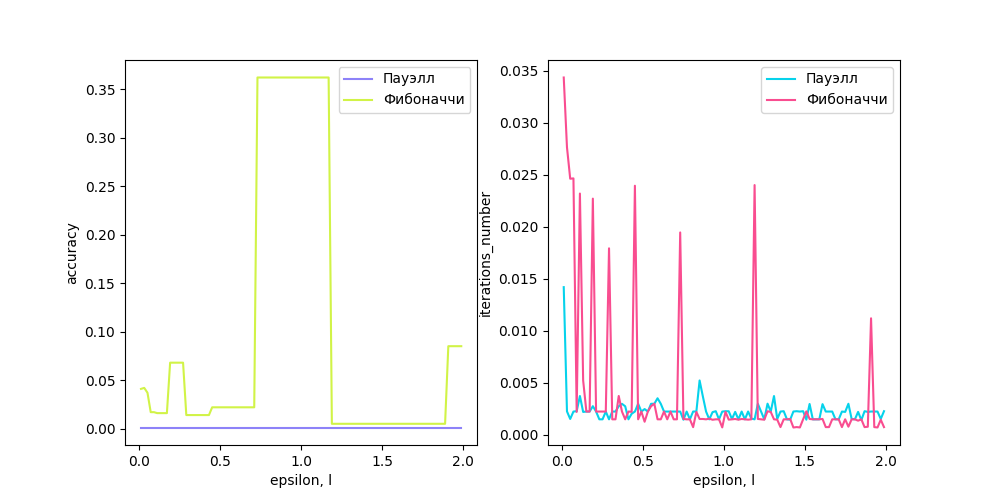 accuracy
0.35
0.30
0.25
0.20
0.15
0.10
0.05
0.00
0.0 0.5 1.0 1.5 2.0
epsilon, l
Пауэлл
Фибоначчи
iterations_number
0.035
0.030
0.025
0.020
0.015
0.010
0.005
0.000
0.0 0.5 1.0 1.5 2.0
epsilon, l
Пауэлл
Фибоначчи